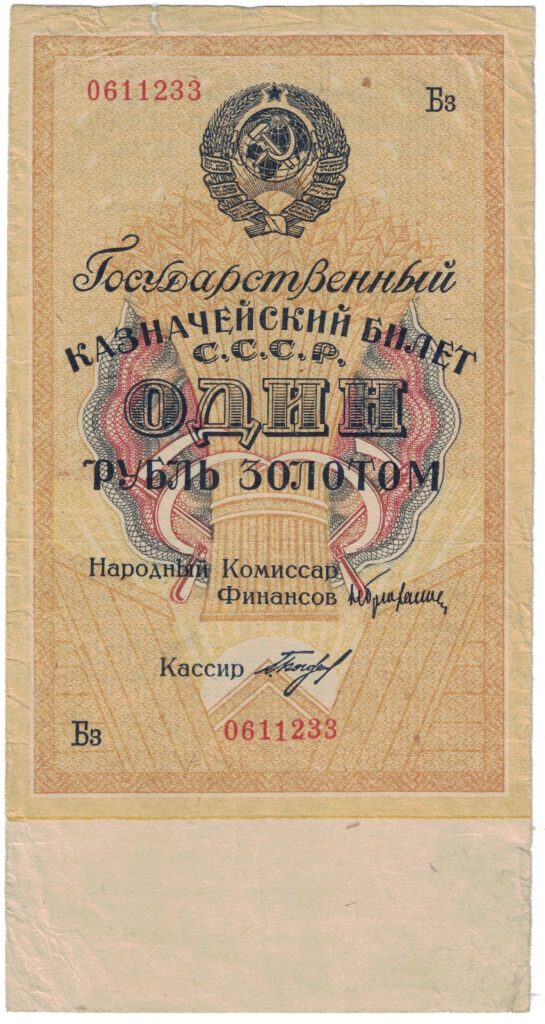 0611233
Бз
Государственный
КАЗНАЧЕЙСКИЙ БИЛЕТ
С.С.С.Р.
ОДИН
РУБЛЬ ЗОЛОТОМ
Народный Комиссар
Финансов
Кассир
Бз
0611233